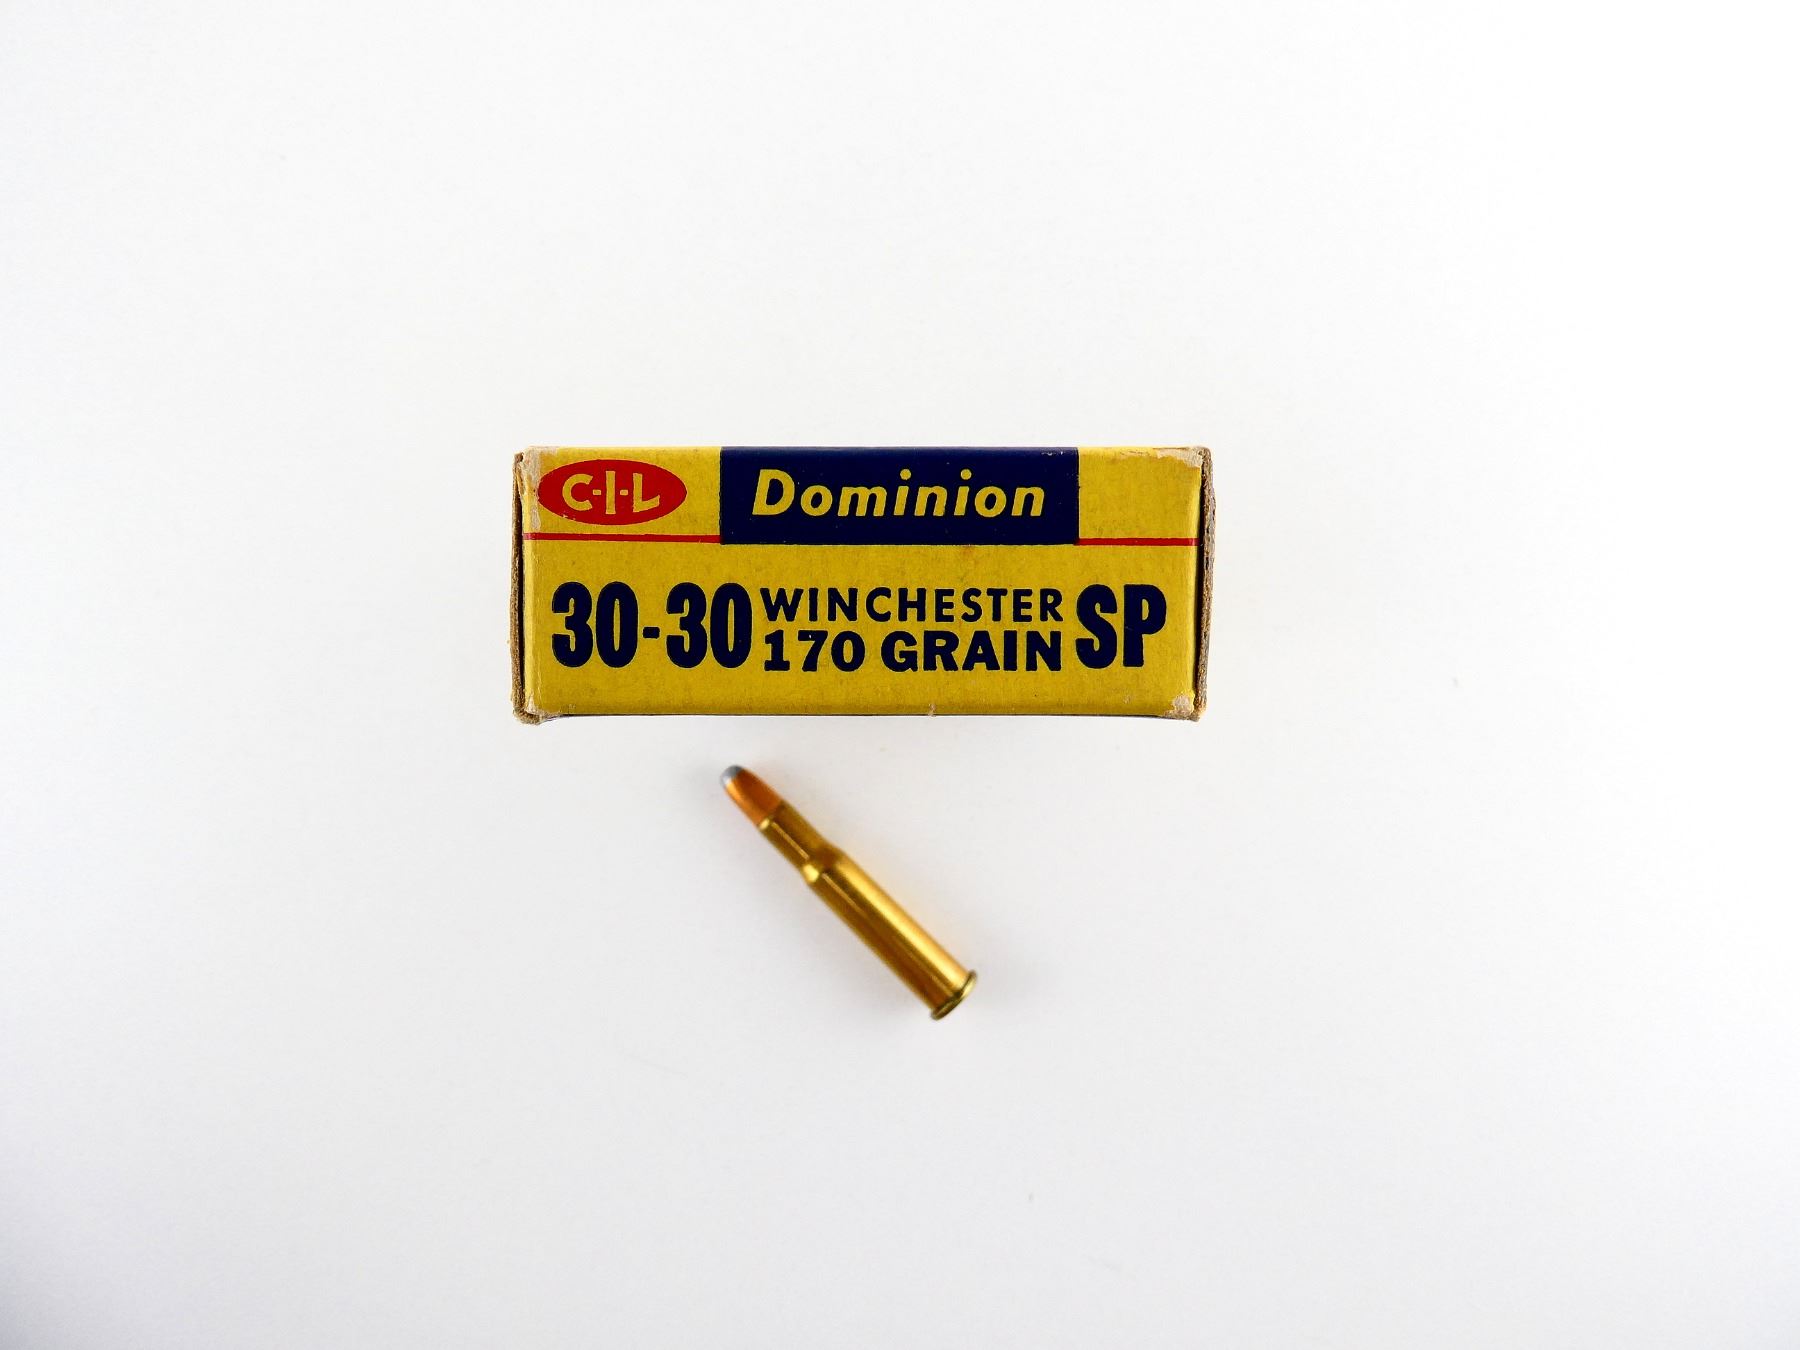 C-I-L
Dominion
30-30 WINCHESTER SP
170 GRAIN